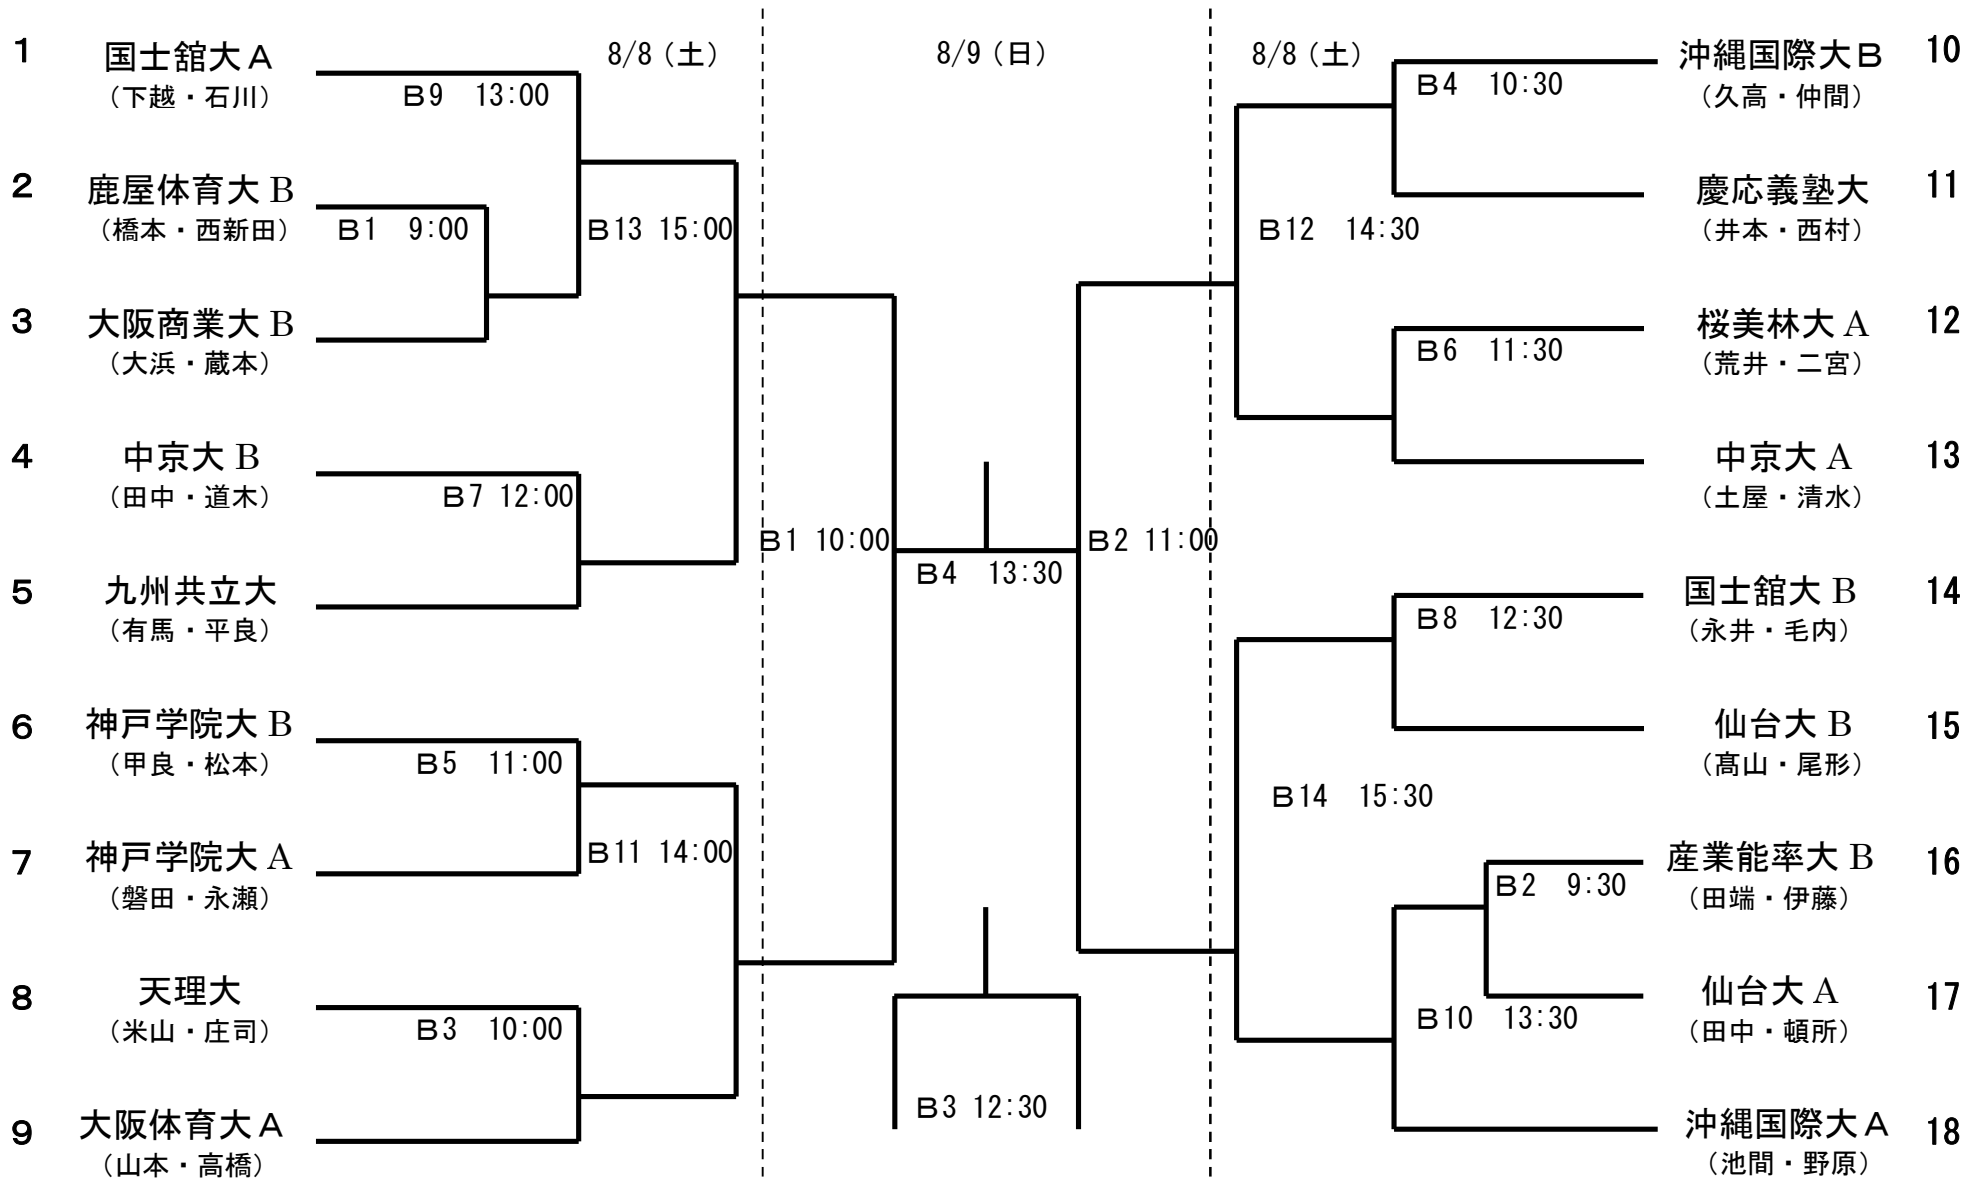 8/8（土）
8/9（日）
8/8（土）
1 国士舘大Ａ
（下越・石川）
Ｂ9 13:00
2 鹿屋体育大 B
（橋本・西新田）
Ｂ1 9:00
Ｂ13 15:00
3 大阪商業大 B
（大浜・蔵本）
4 中京大 B
（田中・道木）
Ｂ7 12:00
5 九州共立大
（有馬・平良）
6 神戸学院大 B
（甲良・松本）
Ｂ5 11:00
7 神戸学院大 A
（磐田・永瀬）
Ｂ11 14:00
8 天理大
（米山・庄司）
Ｂ3 10:00
9 大阪体育大Ａ
（山本・高橋）
Ｂ1 10:00
Ｂ4 13:30
Ｂ2 11:00
Ｂ3 12:30
沖縄国際大Ｂ 10
（久高・仲間）
Ｂ4 10:30
慶応義塾大 11
（井本・西村）
Ｂ12 14:30
桜美林大 A 12
（荒井・二宮）
Ｂ6 11:30
中京大 A 13
（土屋・清水）
国士舘大 B 14
（永井・毛内）
Ｂ8 12:30
仙台大 B 15
（髙山・尾形）
Ｂ14 15:30
産業能率大 B 16
（田端・伊藤）
Ｂ2 9:30
仙台大 A 17
（田中・頓所）
Ｂ10 13:30
沖縄国際大Ａ 18
（池間・野原）